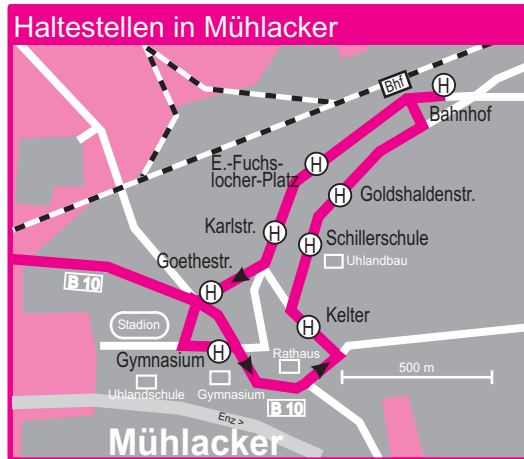 Haltestellen in Mühlacker
Bhf
H
Bahnhof
E.-Fuchs-
locher-Platz
H
H
Goldshaldenstr.
Karlstr.
H
H
Schillerschule
Uhlandbau
Goethestr.
B 10
H
Stadion
H
Kelter
Gymnasium
H
Rathaus
500 m
Uhlandschule
Gymnasium
B 10
Enz >
Mühlacker